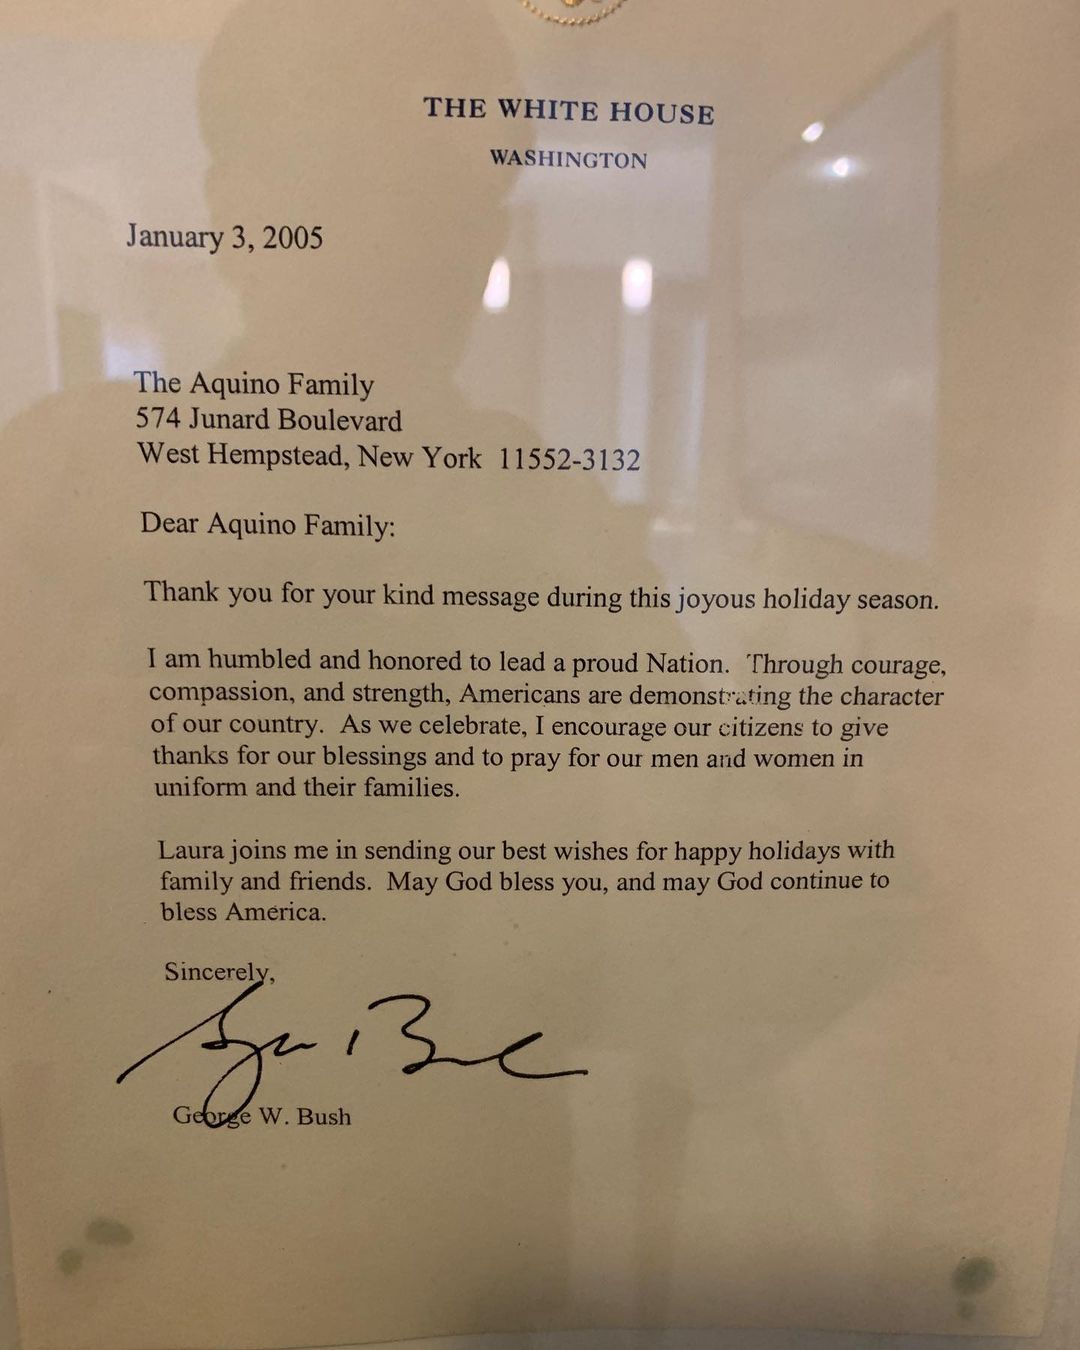 THE WHITE HOUSE
WASHINGTON
January 3, 2005
The Aquino Family
574 Junard Boulevard
West Hempstead, New York 11552-3132
Dear Aquino Family:
Thank you for your kind message during this joyous holiday season.
I am humbled and honored to lead a proud Nation. Through courage,
compassion, and strength, Americans are demonstrating the character
of our country. As we celebrate, I encourage our citizens to give
thanks for our blessings and to pray for our men and women in
uniform and their families.
Laura joins me in sending our best wishes for happy holidays with
family and friends. May God bless you, and may God continue to
bless America.
Sincerely,
George W. Bush